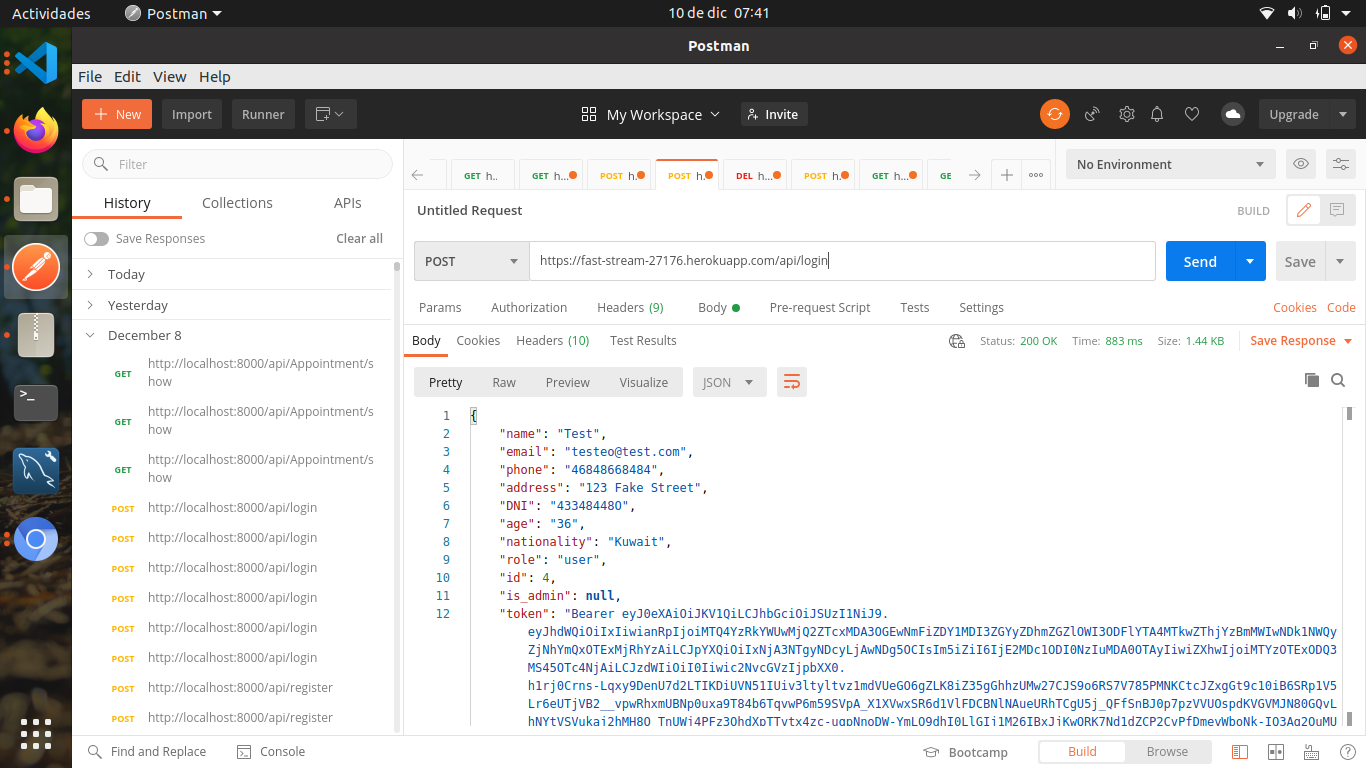 Actividades
Postman
10 de dic 07:41
Postman
File Edit View Help
New
Import
Runner
My Workspace
Invite
Upgrade
Filter
GET h..
GET h...
POST h.
POST h.
DEL h...
POST h.
GET h...
GE
No Environment
History
Collections
APIs
Untitled Request
BUILD
Save Responses
Clear all
POST
https://fast-stream-27176.herokuapp.com/api/login
Send
Save
Today
Yesterday
December 8
GET http://localhost:8000/api/Appointment/s
how
GET http://localhost:8000/api/Appointment/s
how
GET http://localhost:8000/api/Appointment/s
how
POST http://localhost:8000/api/login
POST http://localhost:8000/api/login
POST http://localhost:8000/api/login
POST http://localhost:8000/api/login
POST http://localhost:8000/api/login
POST http://localhost:8000/api/login
POST http://localhost:8000/api/register
POST http://localhost:8000/api/register
Params
Authorization
Headers (9)
Body
Pre-request Script
Tests
Settings
Cookies
Code
Body
Cookies
Headers (10)
Test Results
Status: 200 OK
Time: 883 ms
Size: 1.44 KB
Save Response
Pretty
Raw
Preview
Visualize
JSON
1 {
2 "name": "Test",
3 "email": "testeo@test.com",
4 "phone": "46848668484",
5 "address": "123 Fake Street",
6 "DNI": "43348448O",
7 "age": "36",
8 "nationality": "Kuwait",
9 "role": "user",
10 "id": 4,
11 "is_admin": null,
12 "token": "Bearer eyJ0eXAiOiJKV1QiLCJhbGciOiJSUzI1NiJ9.
Find and Replace
Console
Bootcamp
Build
Browse